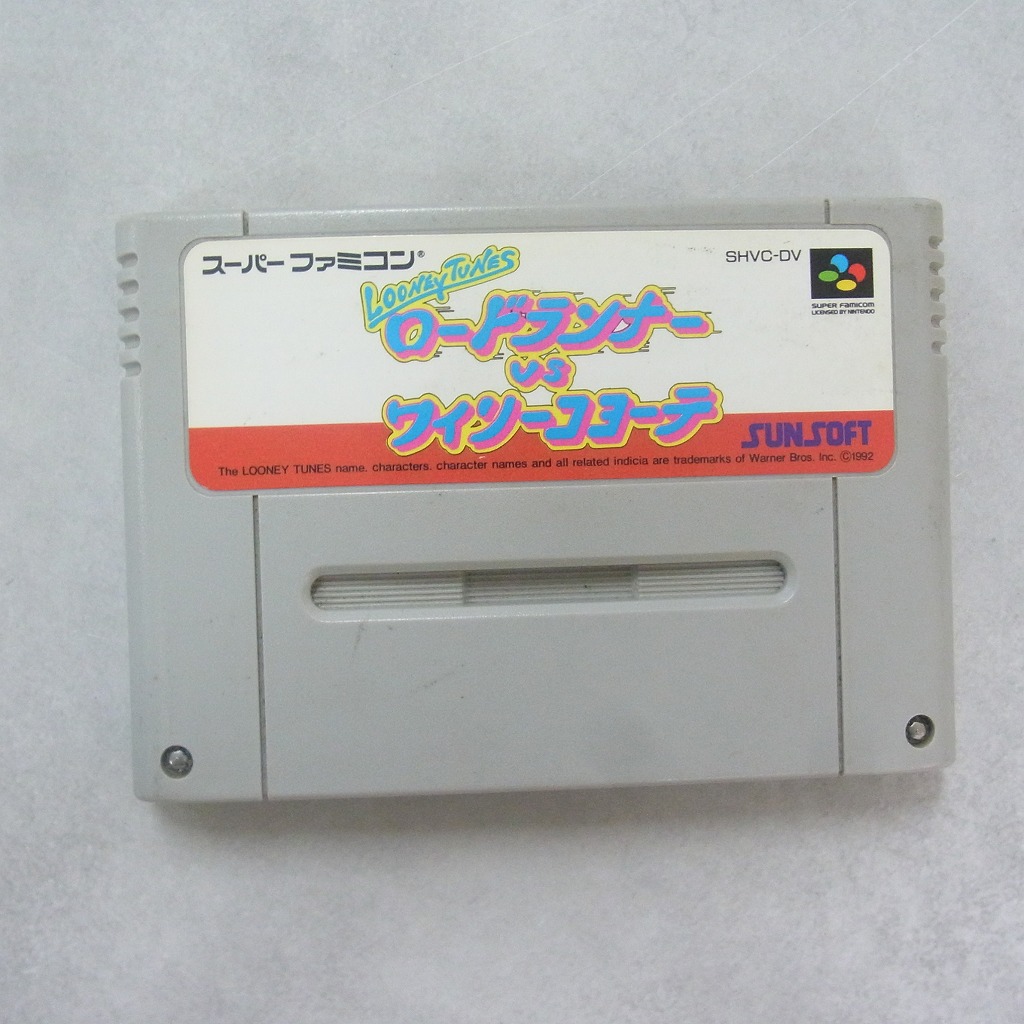 スーパーファミコン®
SHVC-DV
SUPER FAMICOM
LICENSED BY NINTENDO
LOONEY TUNES
ロードランナー
VS
ワイリーコヨーテ
SUNSOFT
The LOONEY TUNES name, characters, character names and all related indicia are trademarks of Warner Bros. Inc. ©1992